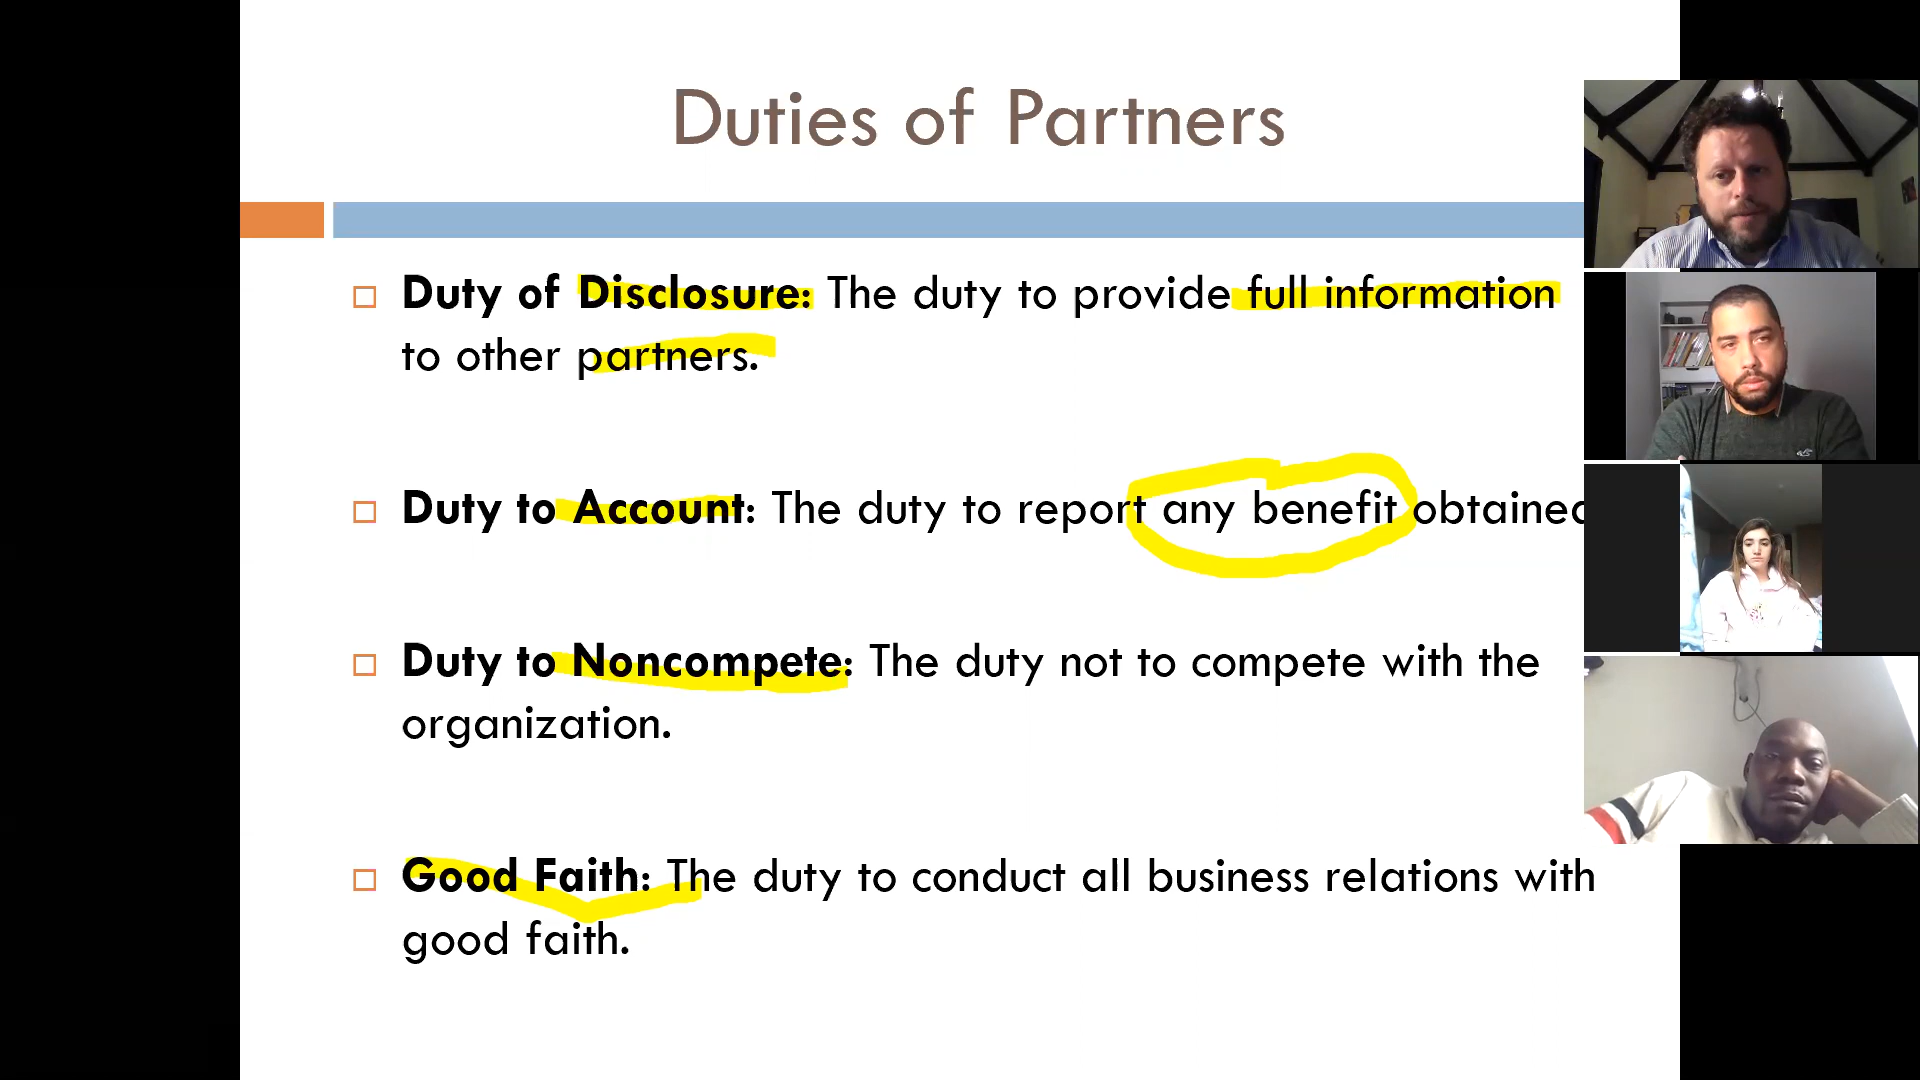 Duties of Partners
Duty of Disclosure: The duty to provide full information
to other partners.
Duty to Account: The duty to report any benefit obtained
Duty to Noncompete: The duty not to compete with the
organization.
Good Faith: The duty to conduct all business relations with
good faith.